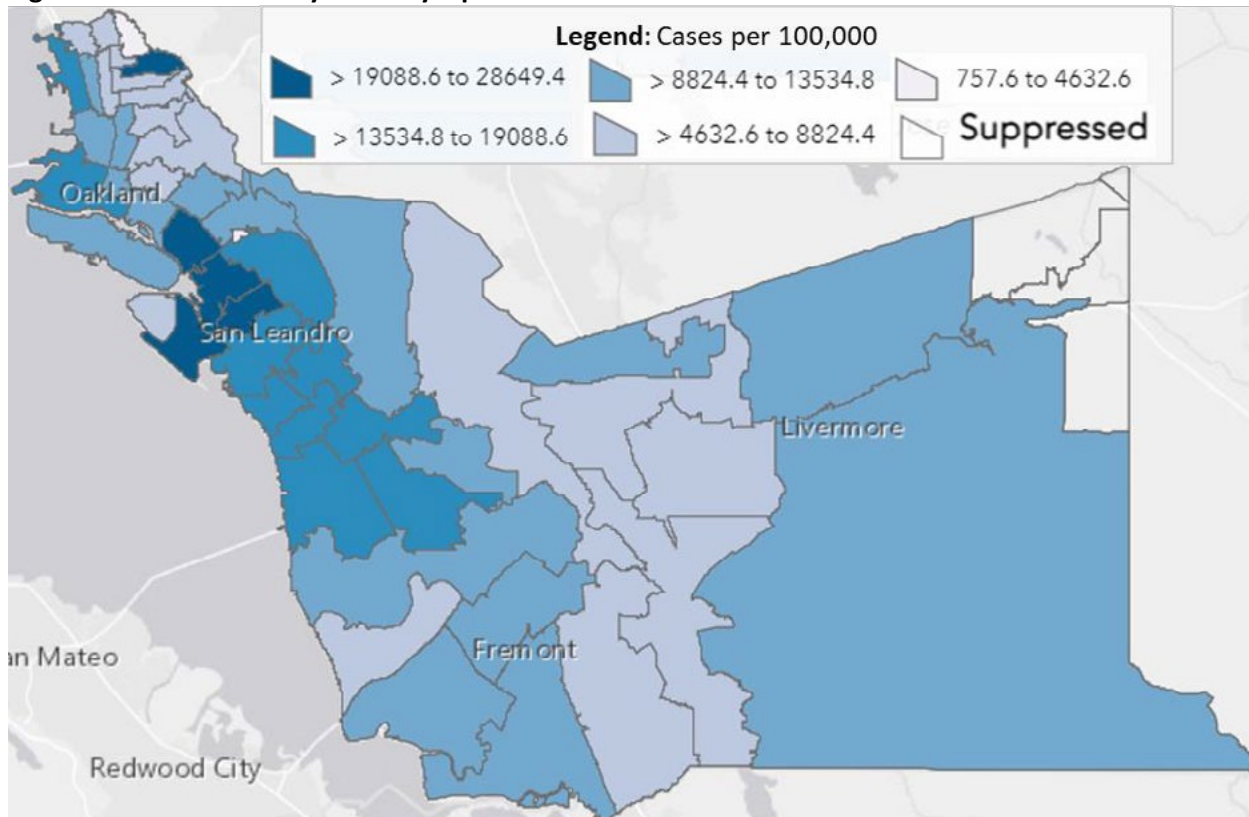 Legend: Cases per 100,000
> 19088.6 to 28649.4
> 8824.4 to 13534.8
757.6 to 4632.6
> 13534.8 to 19088.6
> 4632.6 to 8824.4
Suppressed
Oakland
San Leandro
Livermore
Fremont
an Mateo
Redwood City